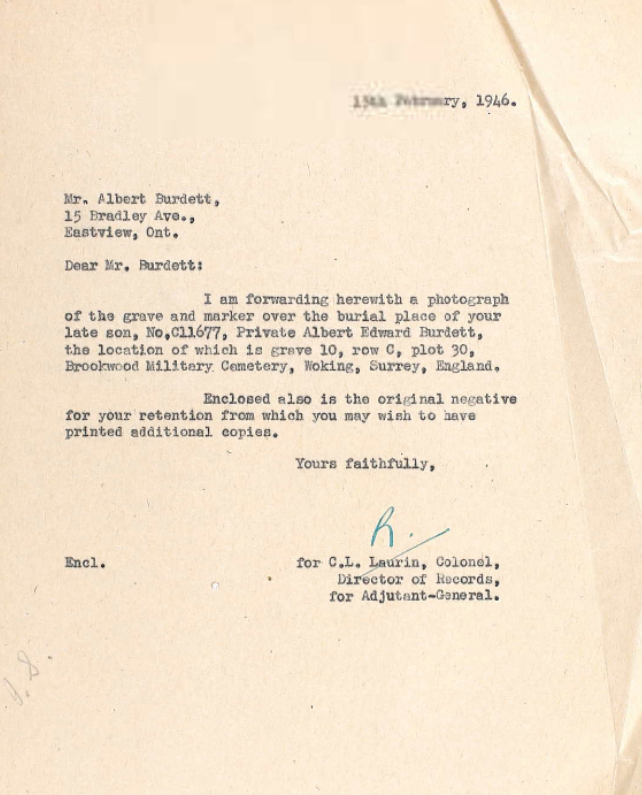 13th February, 1946.
Mr. Albert Burdett,
15 Bradley Ave.,
Eastview, Ont.
Dear Mr. Burdett:
I am forwarding herewith a photograph
of the grave and marker over the burial place of your
late son, No.C11677, Private Albert Edward Burdett,
the location of which is grave 10, row C, plot 30,
Brookwood Military Cemetery, Woking, Surrey, England.
Enclosed also is the original negative
for your retention from which you may wish to have
printed additional copies.
Yours faithfully,
R.
Encl.
for C.L. Laurin, Colonel,
Director of Records,
for Adjutant-General.